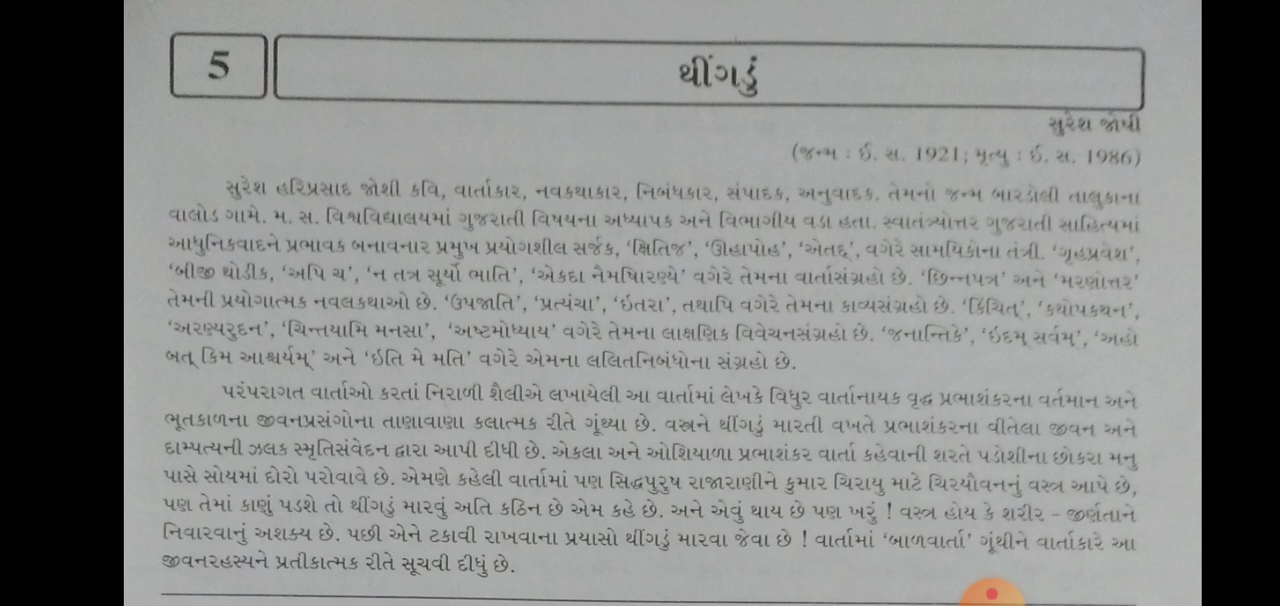 5
થીંગડું
સુરેશ જોષી
(જન્મ : ઈ. સ. 1921; મૃત્યુ : ઈ. સ. 1986)
સુરેશ હરિપ્રસાદ જોશી કવિ, વાર્તાકાર, નવકથાકાર, નિબંધકાર, સંપાદક, અનુવાદક. તેમનો જન્મ બારડોલી તાલુકાના
વાલોડ ગામે. મ. સ. વિશ્વવિદ્યાલયમાં ગુજરાતી વિષયના અધ્યાપક અને વિભાગીય વડા હતા. સ્વાતંત્ર્યોત્તર ગુજરાતી સાહિત્યમાં
આધુનિકવાદને પ્રભાવક બનાવનાર પ્રમુખ પ્રયોગશીલ સર્જક, ‘ક્ષિતિજ’, ‘ઊહાપોહ’, ‘એતદ્’, વગેરે સામયિકોના તંત્રી. ‘ગૃહપ્રવેશ’,
‘બીજી થોડીક, ‘અપિ ચ’, ‘ન તત્ર સૂર્યો ભાતિ’, ‘એકદા નૈમષિારણ્યે’ વગેરે તેમના વાર્તાસંગ્રહો છે. ‘છિન્નપત્ર’ અને ‘મરણોત્તર’
તેમની પ્રયોગાત્મક નવલકથાઓ છે. ‘ઉપજાતિ’, ‘પ્રત્યંચા’, ‘ઇતરા’, તથાપિ વગેરે તેમના કાવ્યસંગ્રહો છે. ‘કિંચિત્’, ‘કથોપકથન’,
‘અરણ્યરુદન’, ‘ચિન્તયામિ મનસા’, ‘અષ્ટમોધ્યાય’ વગેરે તેમના લાક્ષણિક વિવેચનસંગ્રહો છે. ‘જનાન્તિકે’, ‘ઇદમ્ સર્વમ્’, ‘અહો
બત્ કિમ આશ્ચર્યમ્’ અને ‘ઇતિ મે મતિ’ વગેરે એમના લલિતનિબંધોના સંગ્રહો છે.
પરંપરાગત વાર્તાઓ કરતાં નિરાળી શૈલીએ લખાયેલી આ વાર્તામાં લેખકે વિધુર વાર્તાનાયક વૃદ્ધ પ્રભાશંકરના વર્તમાન અને
ભૂતકાળના જીવનપ્રસંગોના તાણાવાણા કલાત્મક રીતે ગૂંથ્યા છે. વસ્ત્રને થીંગડું મારતી વખતે પ્રભાશંકરના વીતેલા જીવન અને
દામ્પત્યની ઝલક સ્મૃતિસંવેદન દ્વારા આપી દીધી છે. એકલા અને ઓશિયાળા પ્રભાશંકર વાર્તા કહેવાની શરતે પડોશીના છોકરા મનુ
પાસે સોયમાં દોરો પરોવાવે છે. એમણે કહેલી વાર્તામાં પણ સિદ્ધપુરુષ રાજારાણીને કુમાર ચિરાયુ માટે ચિરયૌવનનું વસ્ત્ર આપે છે,
પણ તેમાં કાણું પડશે તો થીંગડું મારવું અતિ કઠિન છે એમ કહે છે. અને એવું થાય છે પણ ખરું ! વસ્ત્ર હોય કે શરીર – જીર્ણતાને
નિવારવાનું અશક્ય છે. પછી એને ટકાવી રાખવાના પ્રયાસો થીંગડું મારવા જેવા છે ! વાર્તામાં ‘બાળવાર્તા’ ગૂંથીને વાર્તાકારે આ
જીવનરહસ્યને પ્રતીકાત્મક રીતે સૂચવી દીધું છે.